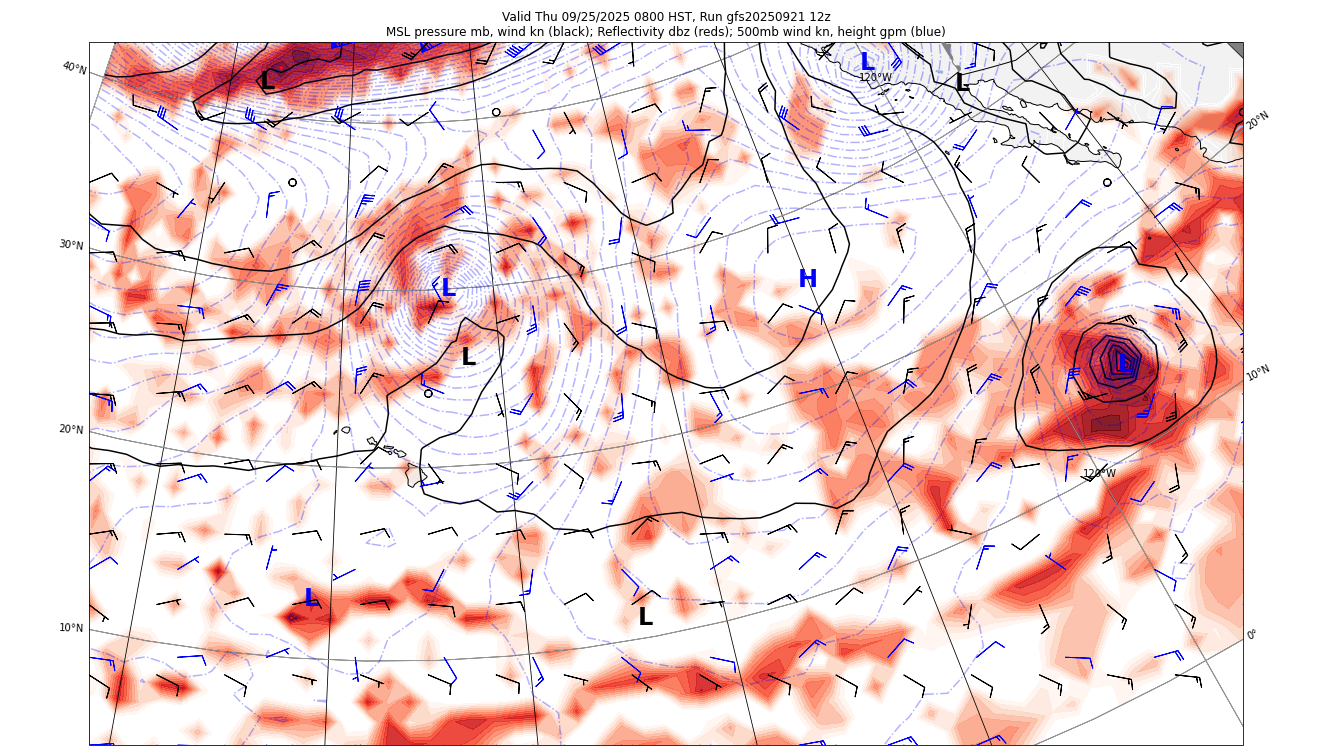 Valid Thu 09/25/2025 0800 HST, Run gfs20250921 12z
MSL pressure mb, wind kn (black); Reflectivity dbz (reds); 500mb wind kn, height gpm (blue)
L
40°N
120°W
L
L
20°N
30°N
H
L
L
L
10°N
20°N
120°W
L
L
10°N
0°